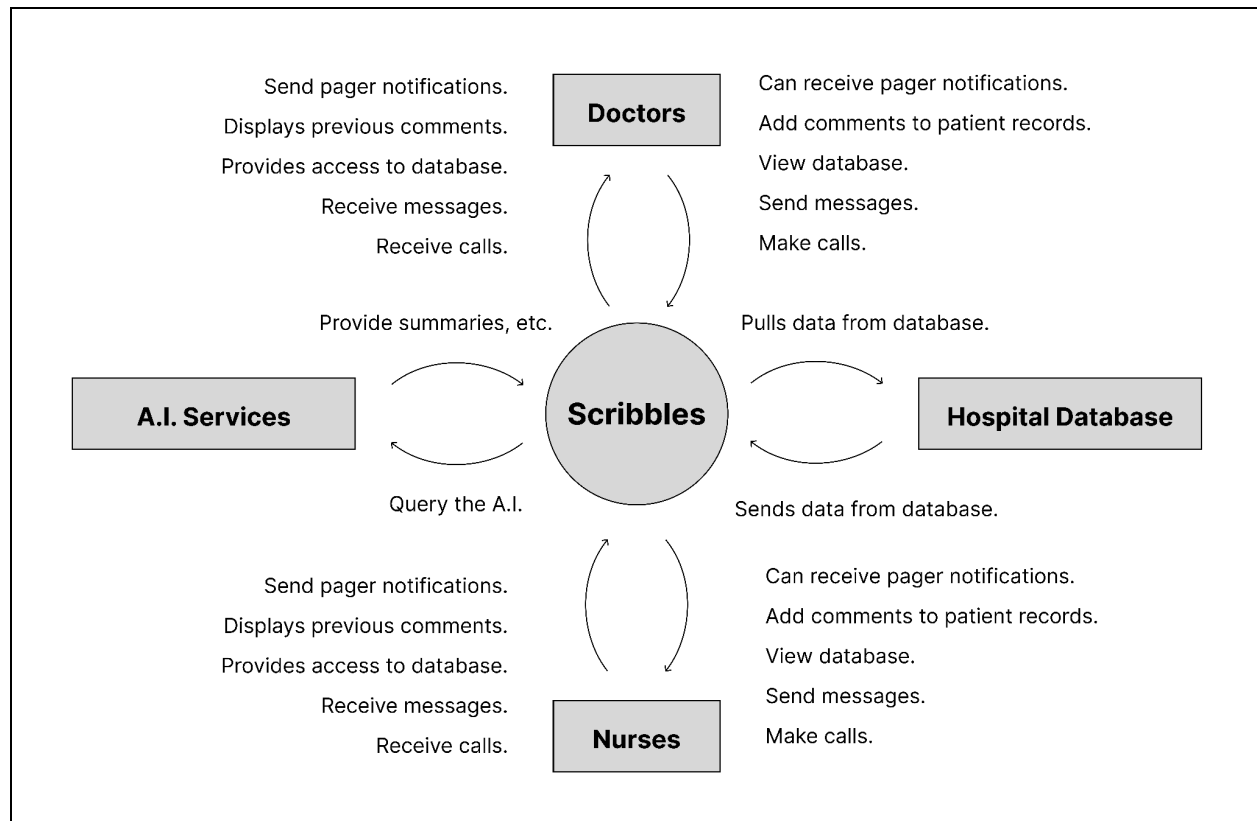 Doctors
Send pager notifications.
Displays previous comments.
Provides access to database.
Receive messages.
Receive calls.
Can receive pager notifications.
Add comments to patient records.
View database.
Send messages.
Make calls.
Provide summaries, etc.
Pulls data from database.
A.I. Services
Scribbles
Hospital Database
Query the A.I.
Sends data from database.
Send pager notifications.
Displays previous comments.
Provides access to database.
Receive messages.
Receive calls.
Can receive pager notifications.
Add comments to patient records.
View database.
Send messages.
Make calls.
Nurses